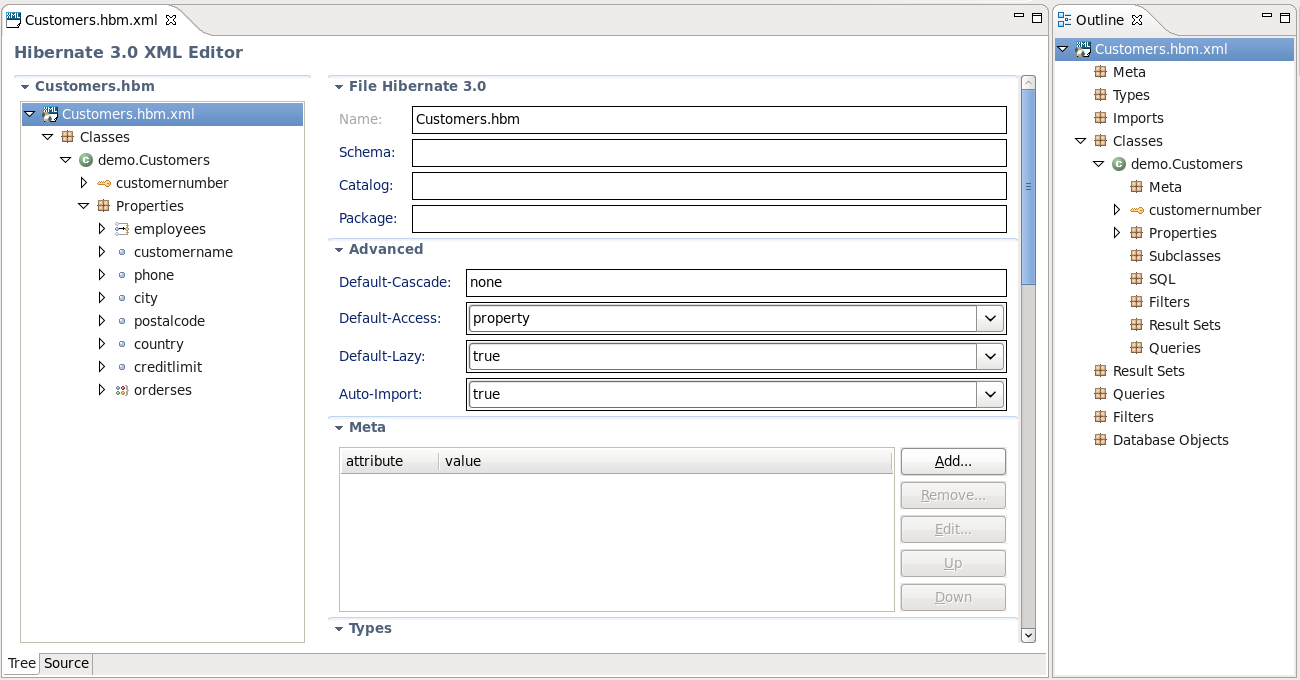 Customers.hbm.xml
Hibernate 3.0 XML Editor
Customers.hbm
Customers.hbm.xml
Classes
demo.Customers
customernumber
Properties
employees
customername
phone
city
postalcode
country
creditlimit
orderses
File Hibernate 3.0
Name: Customers.hbm
Schema:
Catalog:
Package:
Advanced
Default-Cascade: none
Default-Access: property
Default-Lazy: true
Auto-Import: true
Meta
attribute value
Add...
Remove...
Edit...
Up
Down
Types
Tree Source
Outline
Customers.hbm.xml
Meta
Types
Imports
Classes
demo.Customers
Meta
customernumber
Properties
Subclasses
SQL
Filters
Result Sets
Queries
Result Sets
Queries
Filters
Database Objects